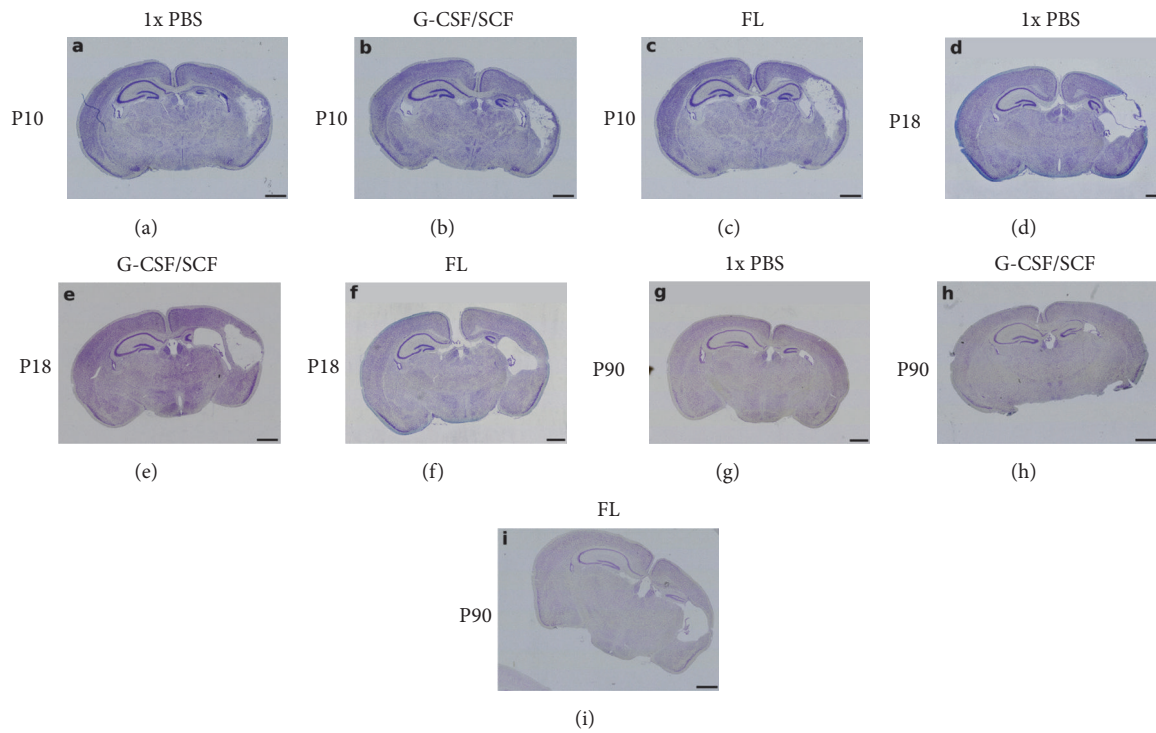 1x PBS G-CSF/SCF FL 1x PBS
a b c d
P10 P10 P10 P18
(a) (b) (c) (d)
G-CSF/SCF FL 1x PBS G-CSF/SCF
e f g h
P18 P18 P90 P90
(e) (f) (g) (h)
FL
i
P90
(i)